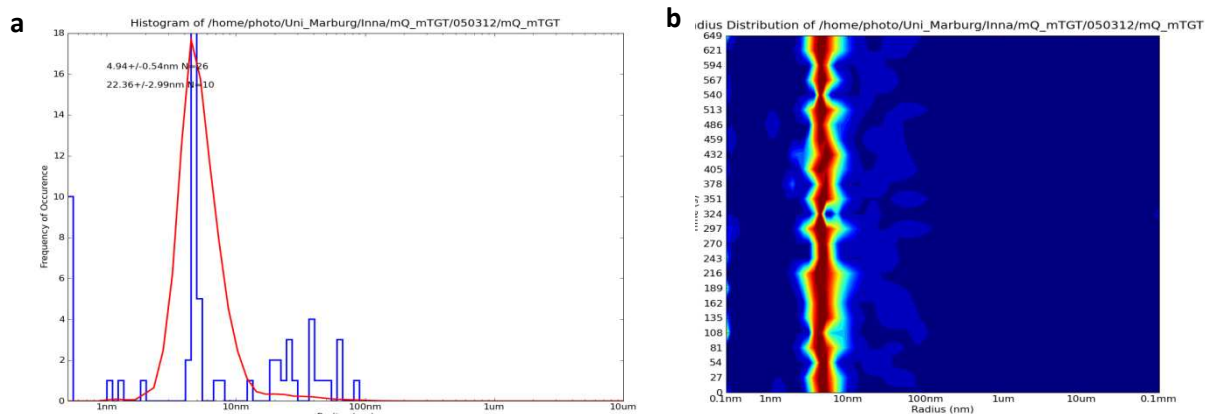 a
Histogram of /home/photo/Uni_Marburg/Inna/mQ_mTGT/050312/mQ_mTGT
18
16
14
12
10
8
6
4
2
0
Frequency of Occurence
4.94+/-0.54nm N=26
22.36+/-2.99nm N=10
1nm
10nm
100nm
1um
10um
b
adius Distribution of /home/photo/Uni_Marburg/Inna/mQ_mTGT/050312/mQ_mTGT
649
621
594
567
540
513
486
459
432
405
378
351
324
297
270
243
216
189
162
135
108
81
54
27
0
0.1nm
1nm
10nm
100nm
1um
10um
0.1mm
Radius (nm)